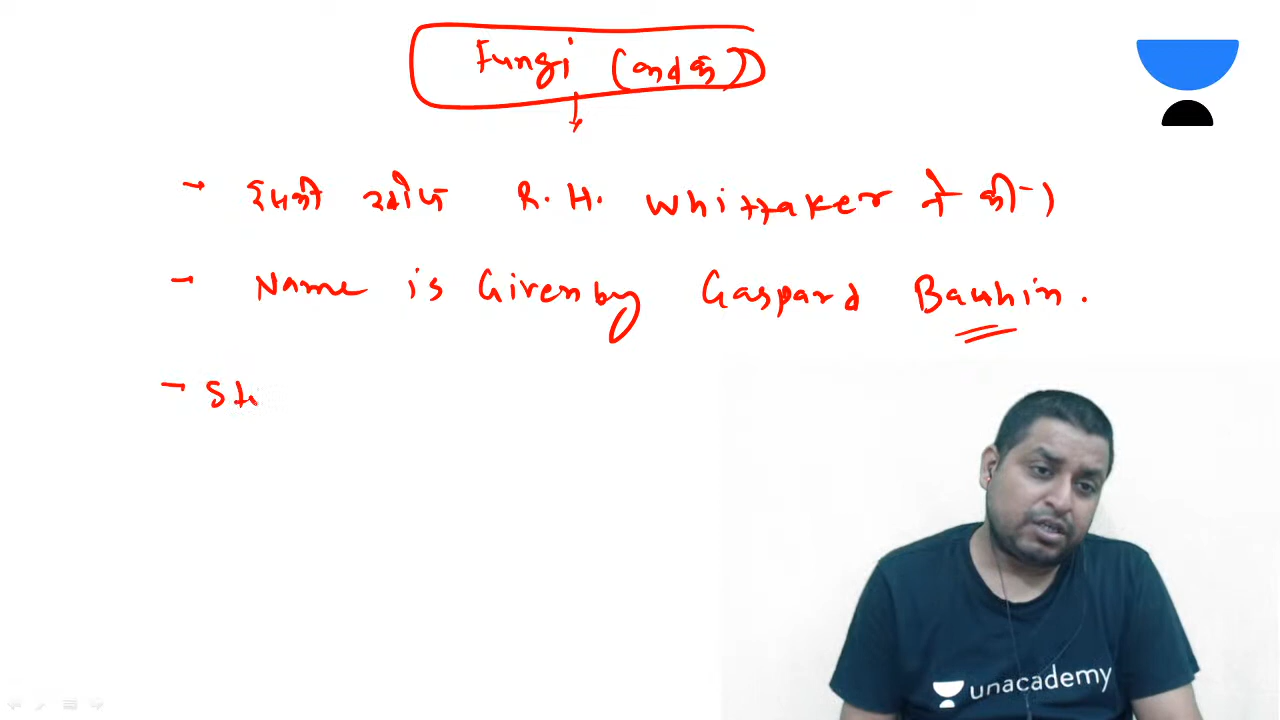 Fungi (कवक)
→ इसकी खोज R. H. Whittaker ने की-।
- Name is Given by Gaspard Bauhin.
- St
unacademy